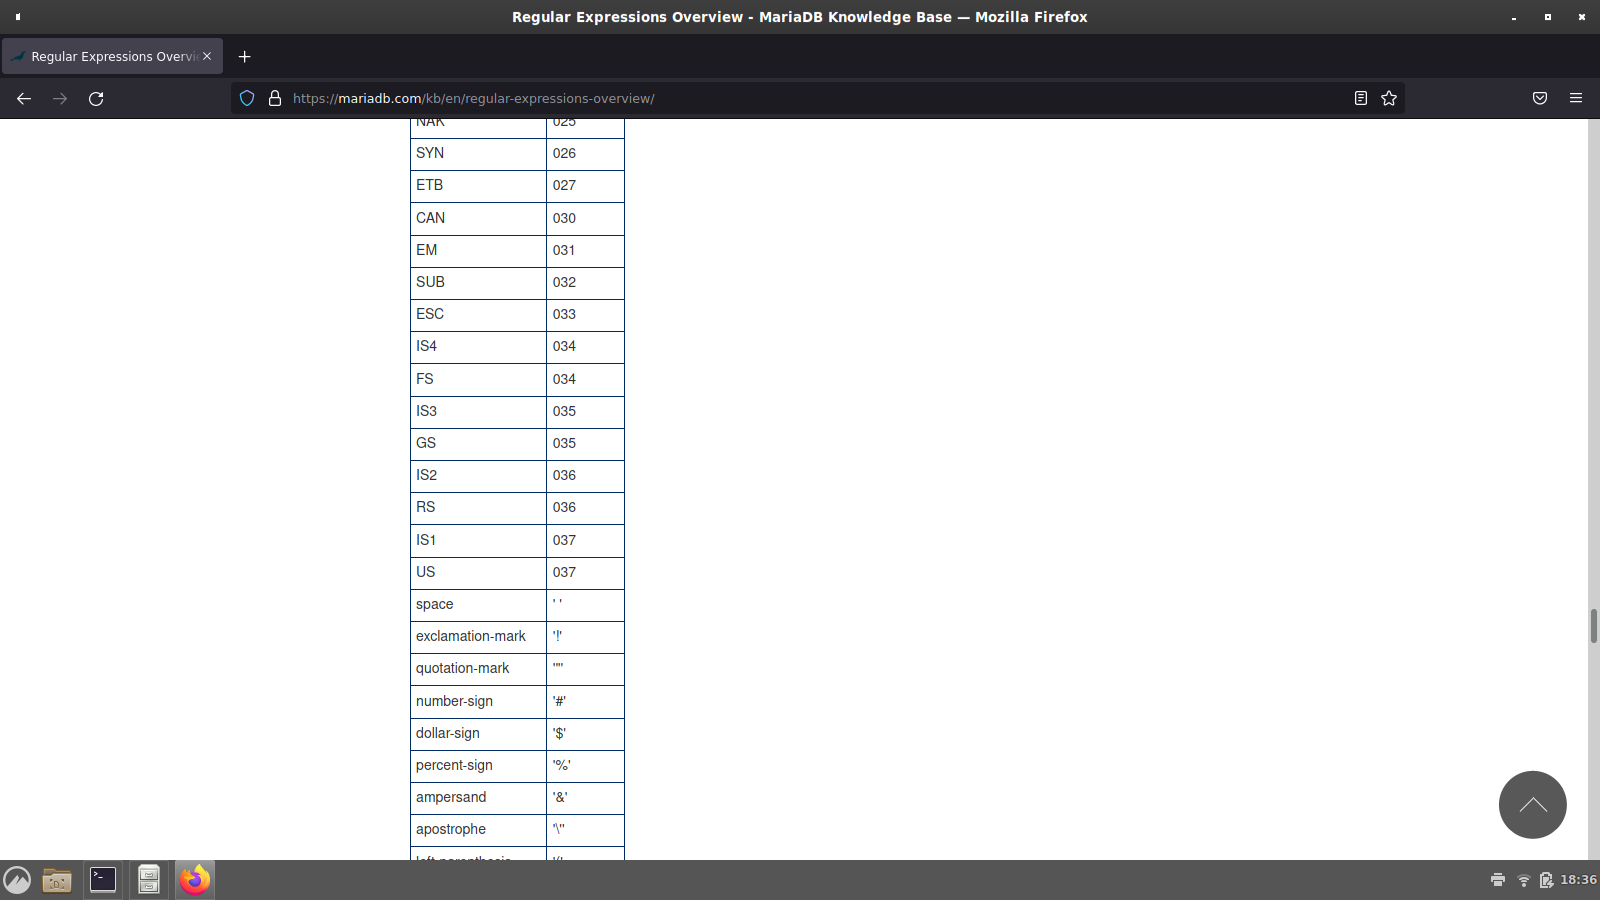 Regular Expressions Overview - MariaDB Knowledge Base — Mozilla Firefox
Regular Expressions Overvi
https://mariadb.com/kb/en/regular-expressions-overview/
NAK 025
SYN 026
ETB 027
CAN 030
EM 031
SUB 032
ESC 033
IS4 034
FS 034
IS3 035
GS 035
IS2 036
RS 036
IS1 037
US 037
space ' '
exclamation-mark '!'
quotation-mark '"'
number-sign '#'
dollar-sign '$'
percent-sign '%'
ampersand '&'
apostrophe '\''
left-parenthesis '('
18:36